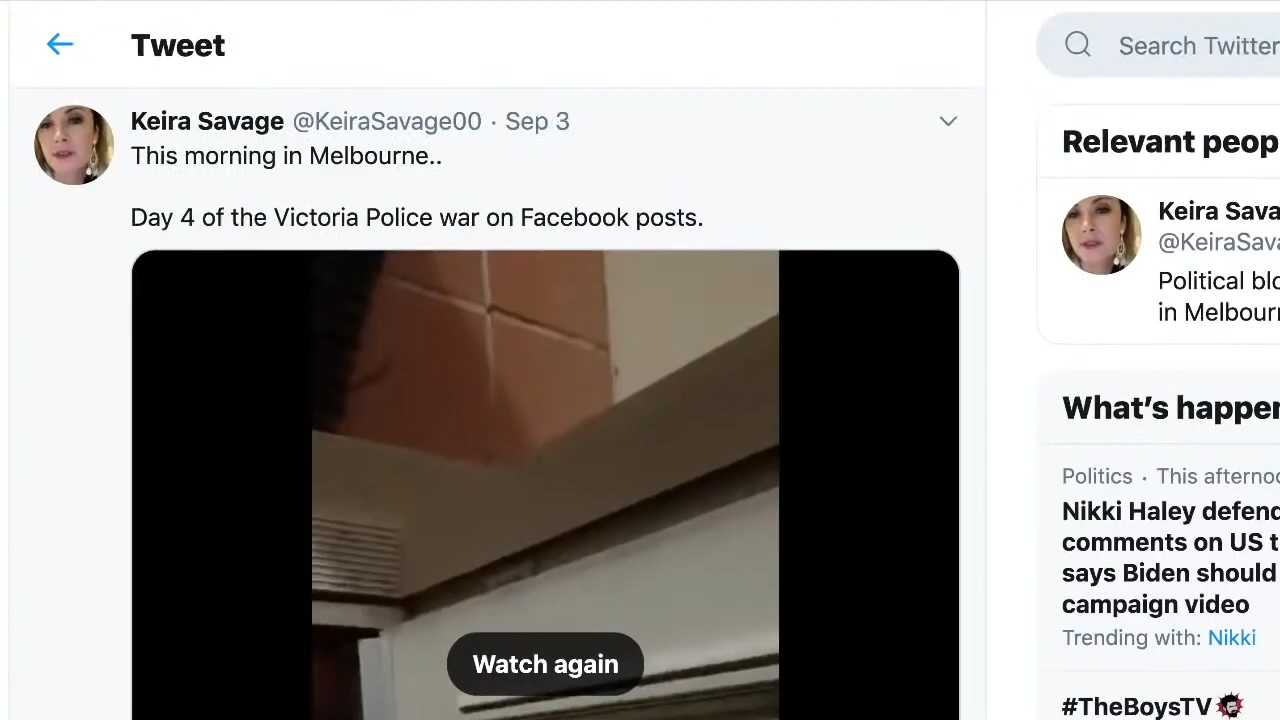 Tweet
Keira Savage @KeiraSavage00 · Sep 3
This morning in Melbourne..
Day 4 of the Victoria Police war on Facebook posts.
Watch again
Search Twitter
Relevant peop
Keira Sava
@KeiraSava
Political blo
in Melbourn
What's happen
Politics · This afternoo
Nikki Haley defend
comments on US t
says Biden should
campaign video
Trending with: Nikki
#TheBoysTV